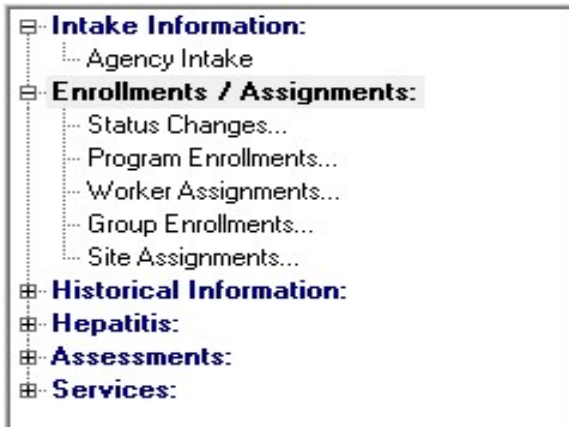 Intake Information:
Agency Intake
Enrollments / Assignments:
Status Changes...
Program Enrollments...
Worker Assignments...
Group Enrollments...
Site Assignments...
Historical Information:
Hepatitis:
Assessments:
Services: